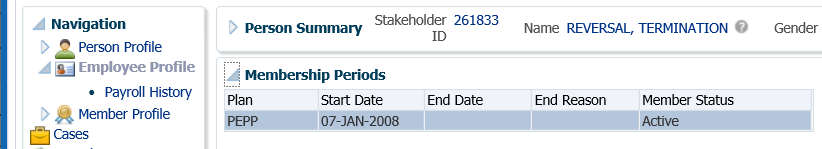 Navigation
Person Profile
Employee Profile
Payroll History
Member Profile
Cases
Person Summary Stakeholder ID 261833 Name REVERSAL, TERMINATION Gender
Membership Periods
Plan Start Date End Date End Reason Member Status
PEPP 07-JAN-2008 Active